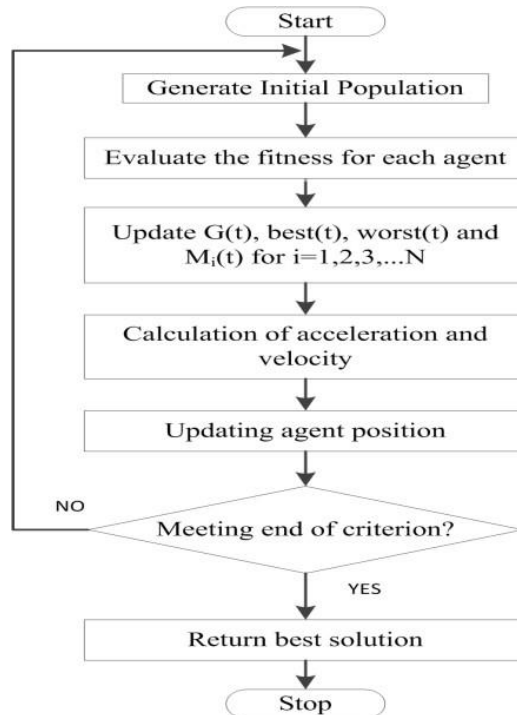 Start
Generate Initial Population
Evaluate the fitness for each agent
Update G(t), best(t), worst(t) and
Mᵢ(t) for i=1,2,3,...N
Calculation of acceleration and
velocity
Updating agent position
NO
Meeting end of criterion?
YES
Return best solution
Stop